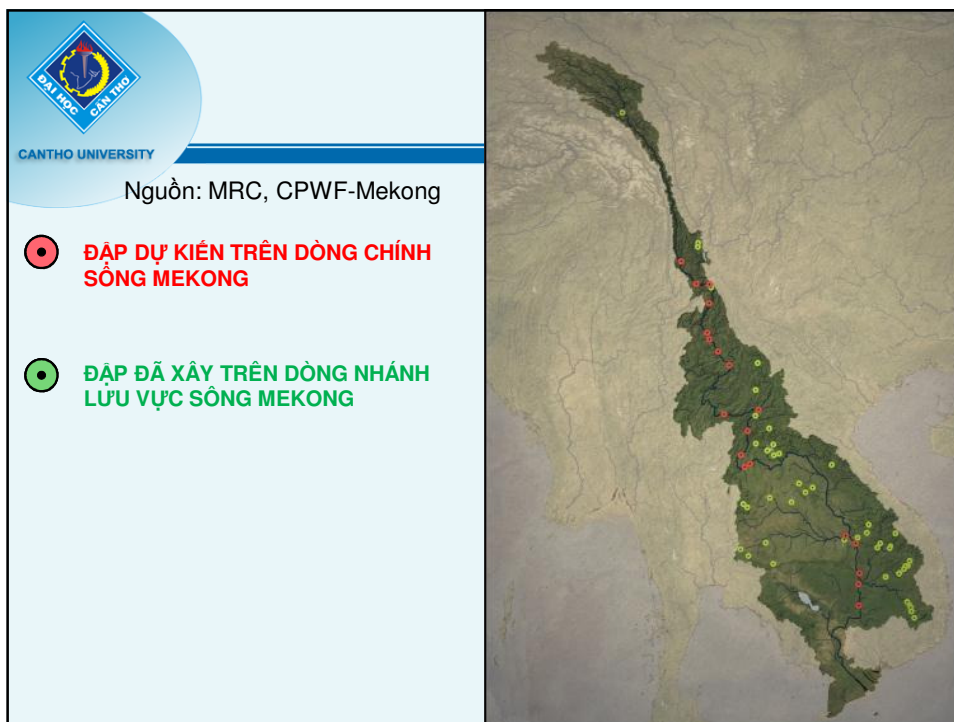 ĐẠI HỌC CẦN THƠ
CANTHO UNIVERSITY
Nguồn: MRC, CPWF-Mekong
ĐẬP DỰ KIẾN TRÊN DÒNG CHÍNH
SÔNG MEKONG
ĐẬP ĐÃ XÂY TRÊN DÒNG NHÁNH
LƯU VỰC SÔNG MEKONG